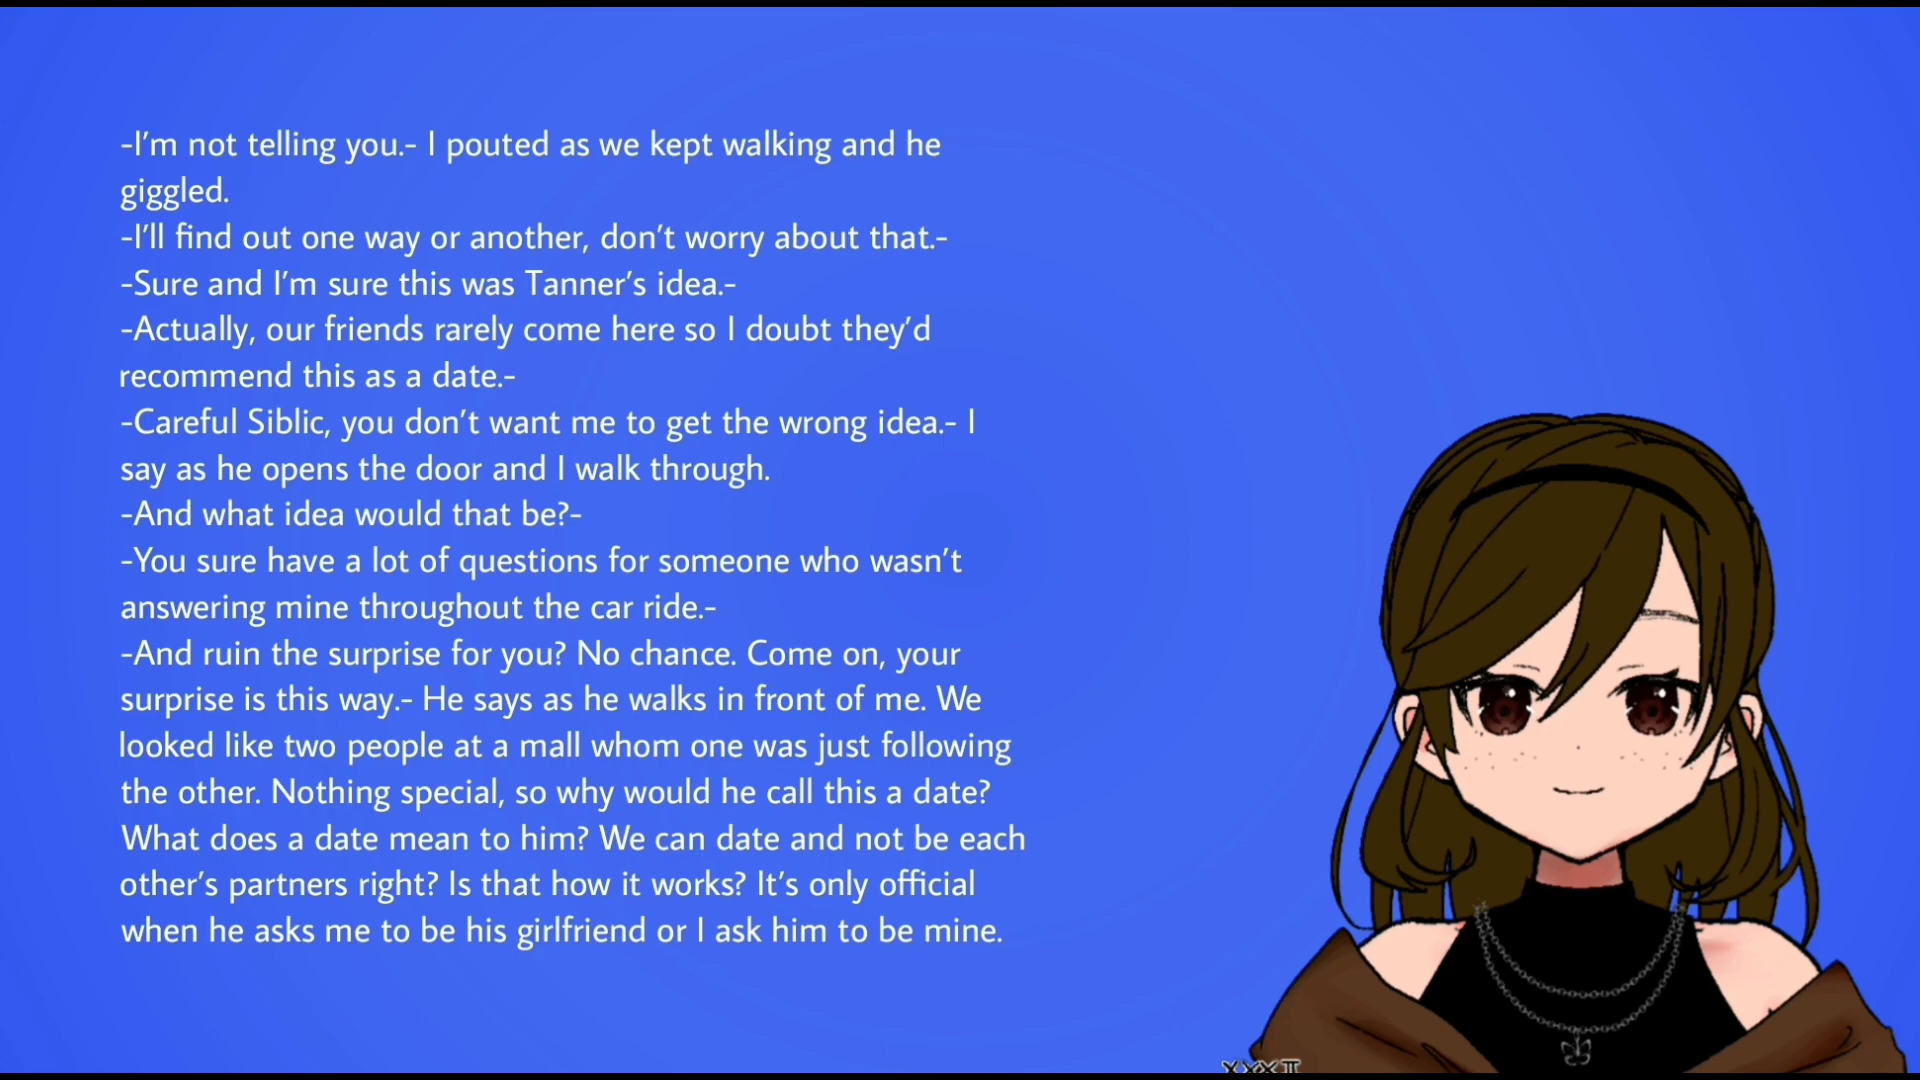 -I'm not telling you.- I pouted as we kept walking and he
giggled.
-I'll find out one way or another, don't worry about that.-
-Sure and I'm sure this was Tanner's idea.-
-Actually, our friends rarely come here so I doubt they'd
recommend this as a date.-
-Careful Siblic, you don't want me to get the wrong idea.- I
say as he opens the door and I walk through.
-And what idea would that be?-
-You sure have a lot of questions for someone who wasn't
answering mine throughout the car ride.-
-And ruin the surprise for you? No chance. Come on, your
surprise is this way.- He says as he walks in front of me. We
looked like two people at a mall whom one was just following
the other. Nothing special, so why would he call this a date?
What does a date mean to him? We can date and not be each
other's partners right? Is that how it works? It's only official
when he asks me to be his girlfriend or I ask him to be mine.